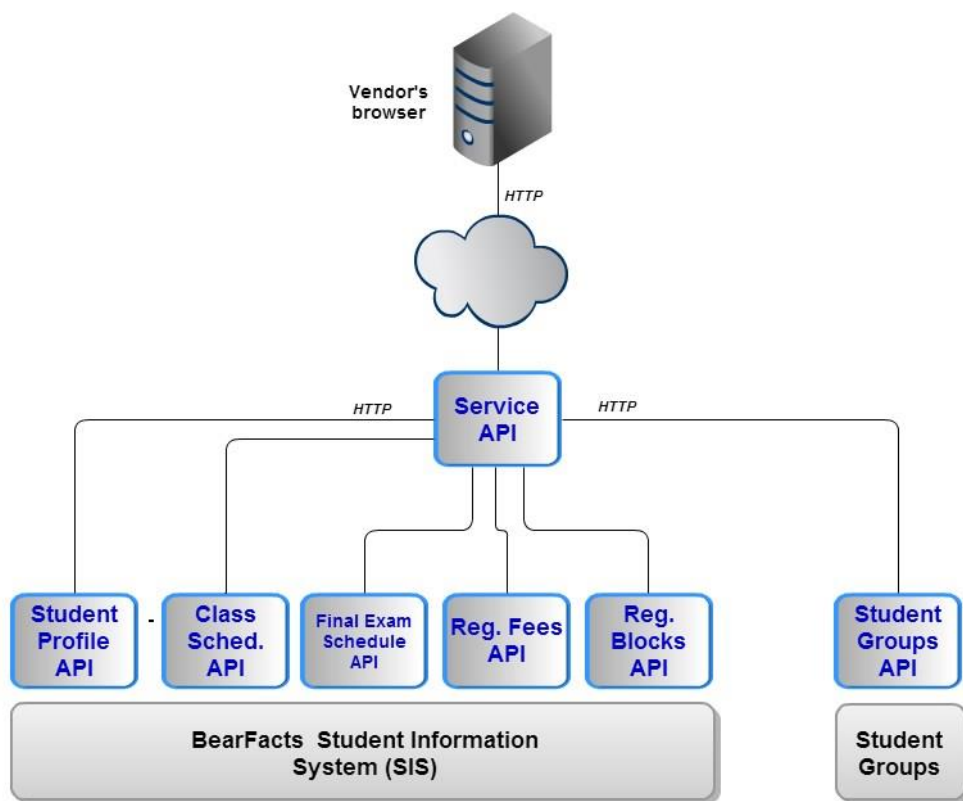 Vendor's
browser
HTTP
Service
API
HTTP
HTTP
Student
Profile
API
-
Class
Sched.
API
Final Exam
Schedule
API
Reg. Fees
API
Reg.
Blocks
API
Student
Groups
API
BearFacts Student Information
System (SIS)
Student
Groups